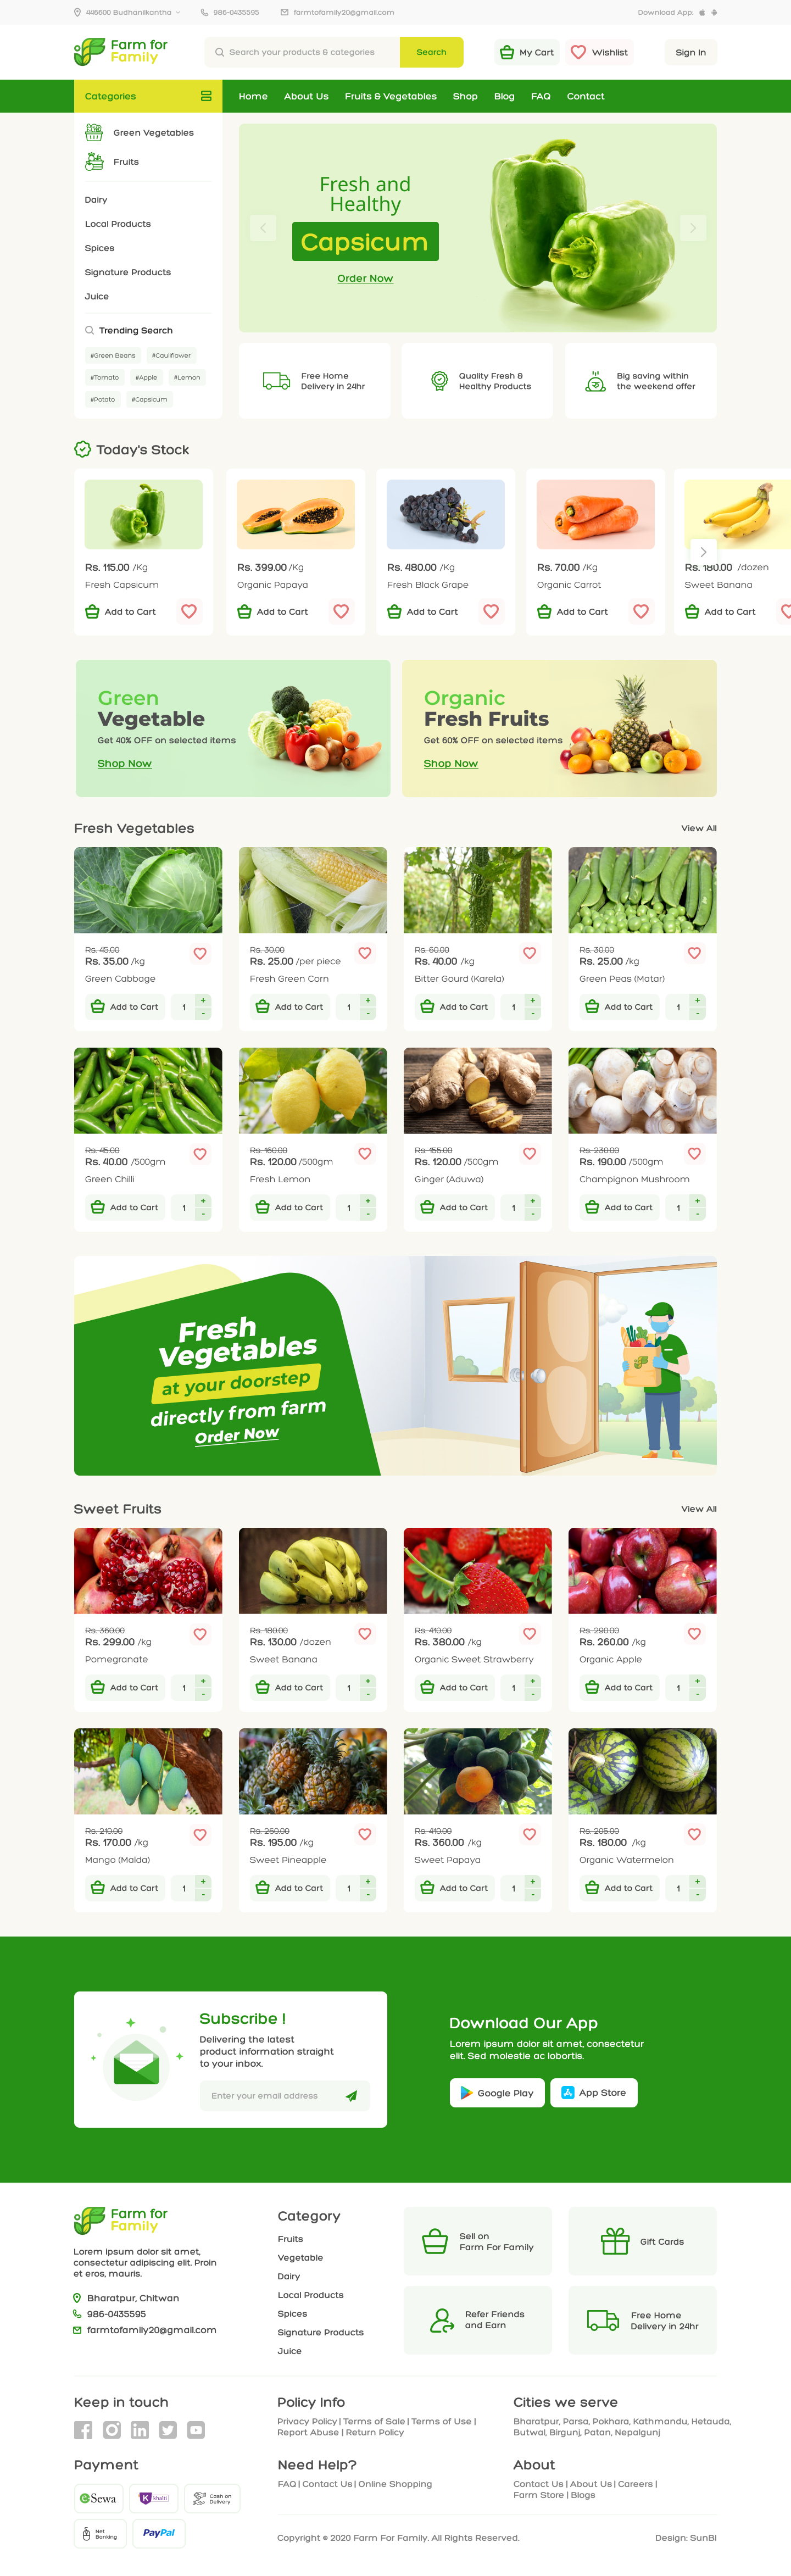 446600 Budhanilkantha
986-0435595
farmtofamily20@gmail.com
Download App:
Farm for
Family
Search your products & categories
Search
My Cart
Wishlist
Sign In
Categories
Home
About Us
Fruits & Vegetables
Shop
Blog
FAQ
Contact
Green Vegetables
Fruits
Dairy
Local Products
Spices
Signature Products
Juice
Trending Search
#Green Beans
#Cauliflower
#Tomato
#Apple
#Lemon
#Potato
#Capsicum
Fresh and
Healthy
Capsicum
Order Now
Free Home
Delivery in 24hr
Quality Fresh &
Healthy Products
Big saving within
the weekend offer
Today's Stock
Rs. 115.00 /Kg
Fresh Capsicum
Add to Cart
Rs. 399.00 /Kg
Organic Papaya
Add to Cart
Rs. 480.00 /Kg
Fresh Black Grape
Add to Cart
Rs. 70.00 /Kg
Organic Carrot
Add to Cart
Rs. 180.00 /dozen
Sweet Banana
Add to Cart
Green
Vegetable
Get 40% OFF on selected items
Shop Now
Organic
Fresh Fruits
Get 60% OFF on selected items
Shop Now
Fresh Vegetables
View All
Rs. 45.00
Rs. 35.00 /kg
Green Cabbage
Add to Cart
1
+
-
Rs. 30.00
Rs. 25.00 /per piece
Fresh Green Corn
Add to Cart
1
+
-
Rs. 60.00
Rs. 40.00 /kg
Bitter Gourd (Karela)
Add to Cart
1
+
-
Rs. 30.00
Rs. 25.00 /kg
Green Peas (Matar)
Add to Cart
1
+
-
Rs. 45.00
Rs. 40.00 /500gm
Green Chilli
Add to Cart
1
+
-
Rs. 160.00
Rs. 120.00 /500gm
Fresh Lemon
Add to Cart
1
+
-
Rs. 155.00
Rs. 120.00 /500gm
Ginger (Aduwa)
Add to Cart
1
+
-
Rs. 230.00
Rs. 190.00 /500gm
Champignon Mushroom
Add to Cart
1
+
-
Fresh
Vegetables
at your doorstep
directly from farm
Order Now
Sweet Fruits
View All
Rs. 360.00
Rs. 299.00 /kg
Pomegranate
Add to Cart
1
+
-
Rs. 180.00
Rs. 130.00 /dozen
Sweet Banana
Add to Cart
1
+
-
Rs. 410.00
Rs. 380.00 /kg
Organic Sweet Strawberry
Add to Cart
1
+
-
Rs. 290.00
Rs. 260.00 /kg
Organic Apple
Add to Cart
1
+
-
Rs. 210.00
Rs. 170.00 /kg
Mango (Malda)
Add to Cart
1
+
-
Rs. 260.00
Rs. 195.00 /kg
Sweet Pineapple
Add to Cart
1
+
-
Rs. 410.00
Rs. 360.00 /kg
Sweet Papaya
Add to Cart
1
+
-
Rs. 205.00
Rs. 180.00 /kg
Organic Watermelon
Add to Cart
1
+
-
Subscribe !
Delivering the latest
product information straight
to your inbox.
Enter your email address
Download Our App
Lorem ipsum dolor sit amet, consectetur
elit. Sed molestie ac lobortis.
Google Play
App Store
Farm for
Family
Lorem ipsum dolor sit amet,
consectetur adipiscing elit. Proin
et eros, mauris.
Bharatpur, Chitwan
986-0435595
farmtofamily20@gmail.com
Category
Fruits
Vegetable
Dairy
Local Products
Spices
Signature Products
Juice
Sell on
Farm For Family
Gift Cards
Refer Friends
and Earn
Free Home
Delivery in 24hr
Keep in touch
Policy Info
Privacy Policy | Terms of Sale | Terms of Use |
Report Abuse | Return Policy
Cities we serve
Bharatpur, Parsa, Pokhara, Kathmandu, Hetauda,
Butwal, Birgunj, Patan, Nepalgunj
Payment
eSewa
khalti
Cash on
Delivery
Net
Banking
PayPal
Need Help?
FAQ | Contact Us | Online Shopping
About
Contact Us | About Us | Careers |
Farm Store | Blogs
Copyright © 2020 Farm For Family. All Rights Reserved.
Design: SunBi